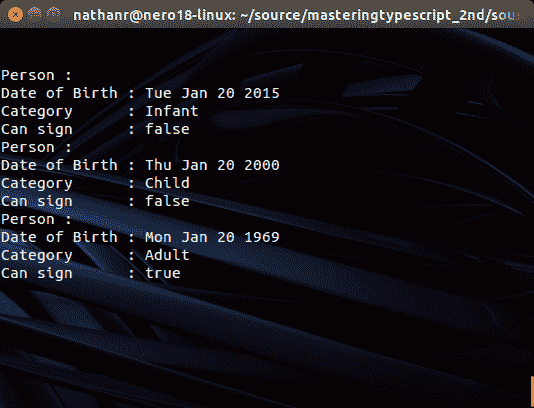 nathanr@nero18-linux: ~/source/masteringtypescript_2nd/sou
Person :
Date of Birth : Tue Jan 20 2015
Category      : Infant
Can sign      : false
Person :
Date of Birth : Thu Jan 20 2000
Category      : Child
Can sign      : false
Person :
Date of Birth : Mon Jan 20 1969
Category      : Adult
Can sign      : true